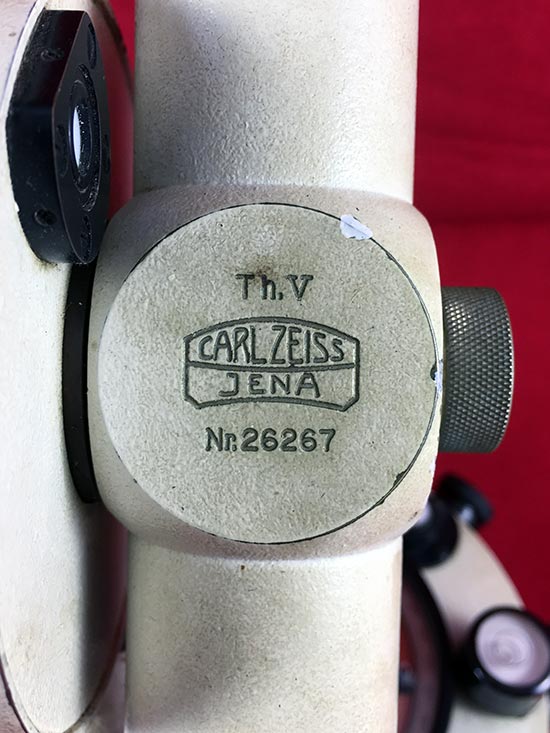 Th.V
CARL ZEISS
JENA
Nr.26267